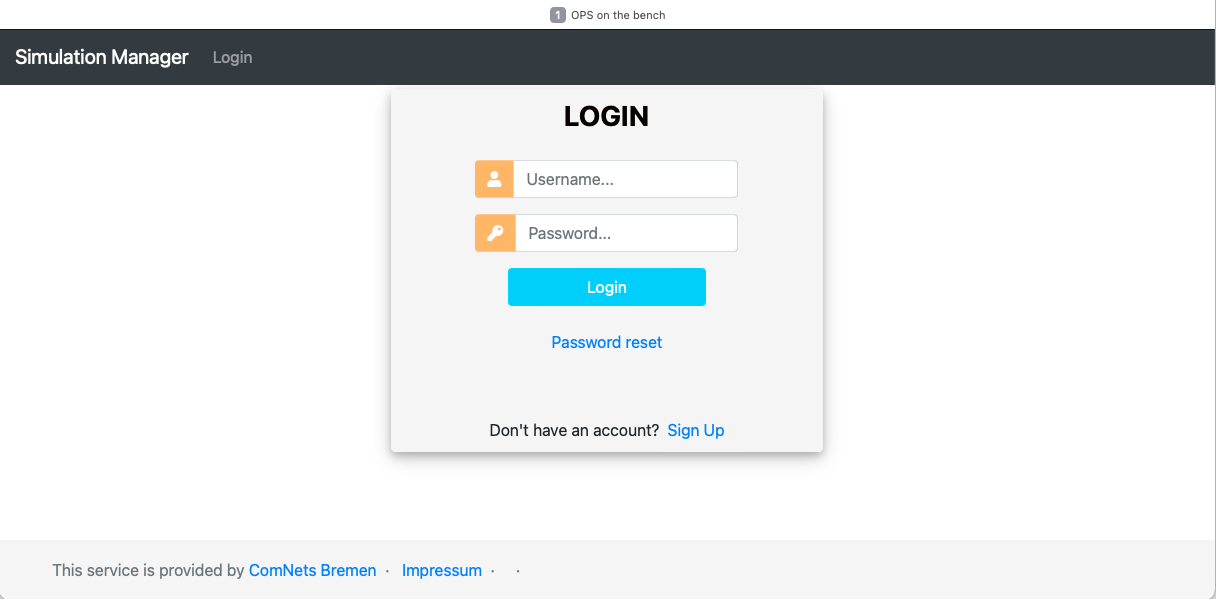 1 OPS on the bench
Simulation Manager Login
LOGIN
Username...
Password...
Login
Password reset
Don't have an account? Sign Up
This service is provided by ComNets Bremen · Impressum · ·